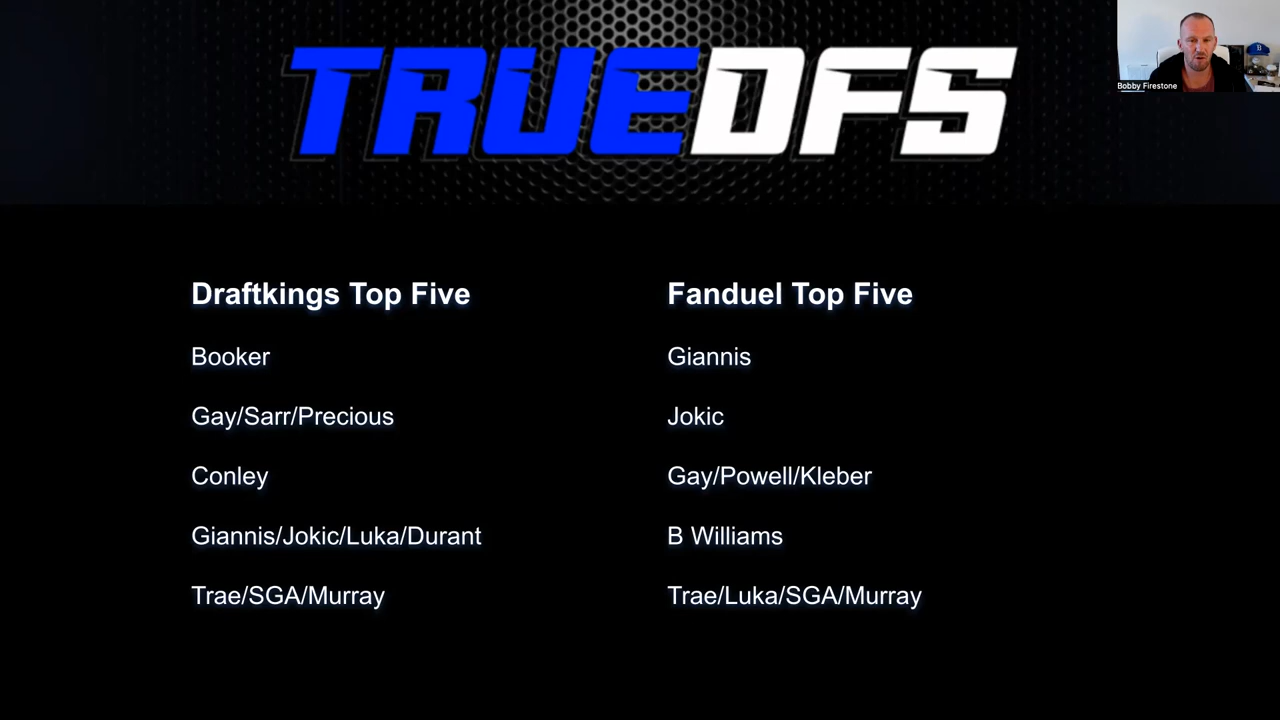 TRUEDFS
Bobby Firestone
Draftkings Top Five
Booker
Gay/Sarr/Precious
Conley
Giannis/Jokic/Luka/Durant
Trae/SGA/Murray
Fanduel Top Five
Giannis
Jokic
Gay/Powell/Kleber
B Williams
Trae/Luka/SGA/Murray